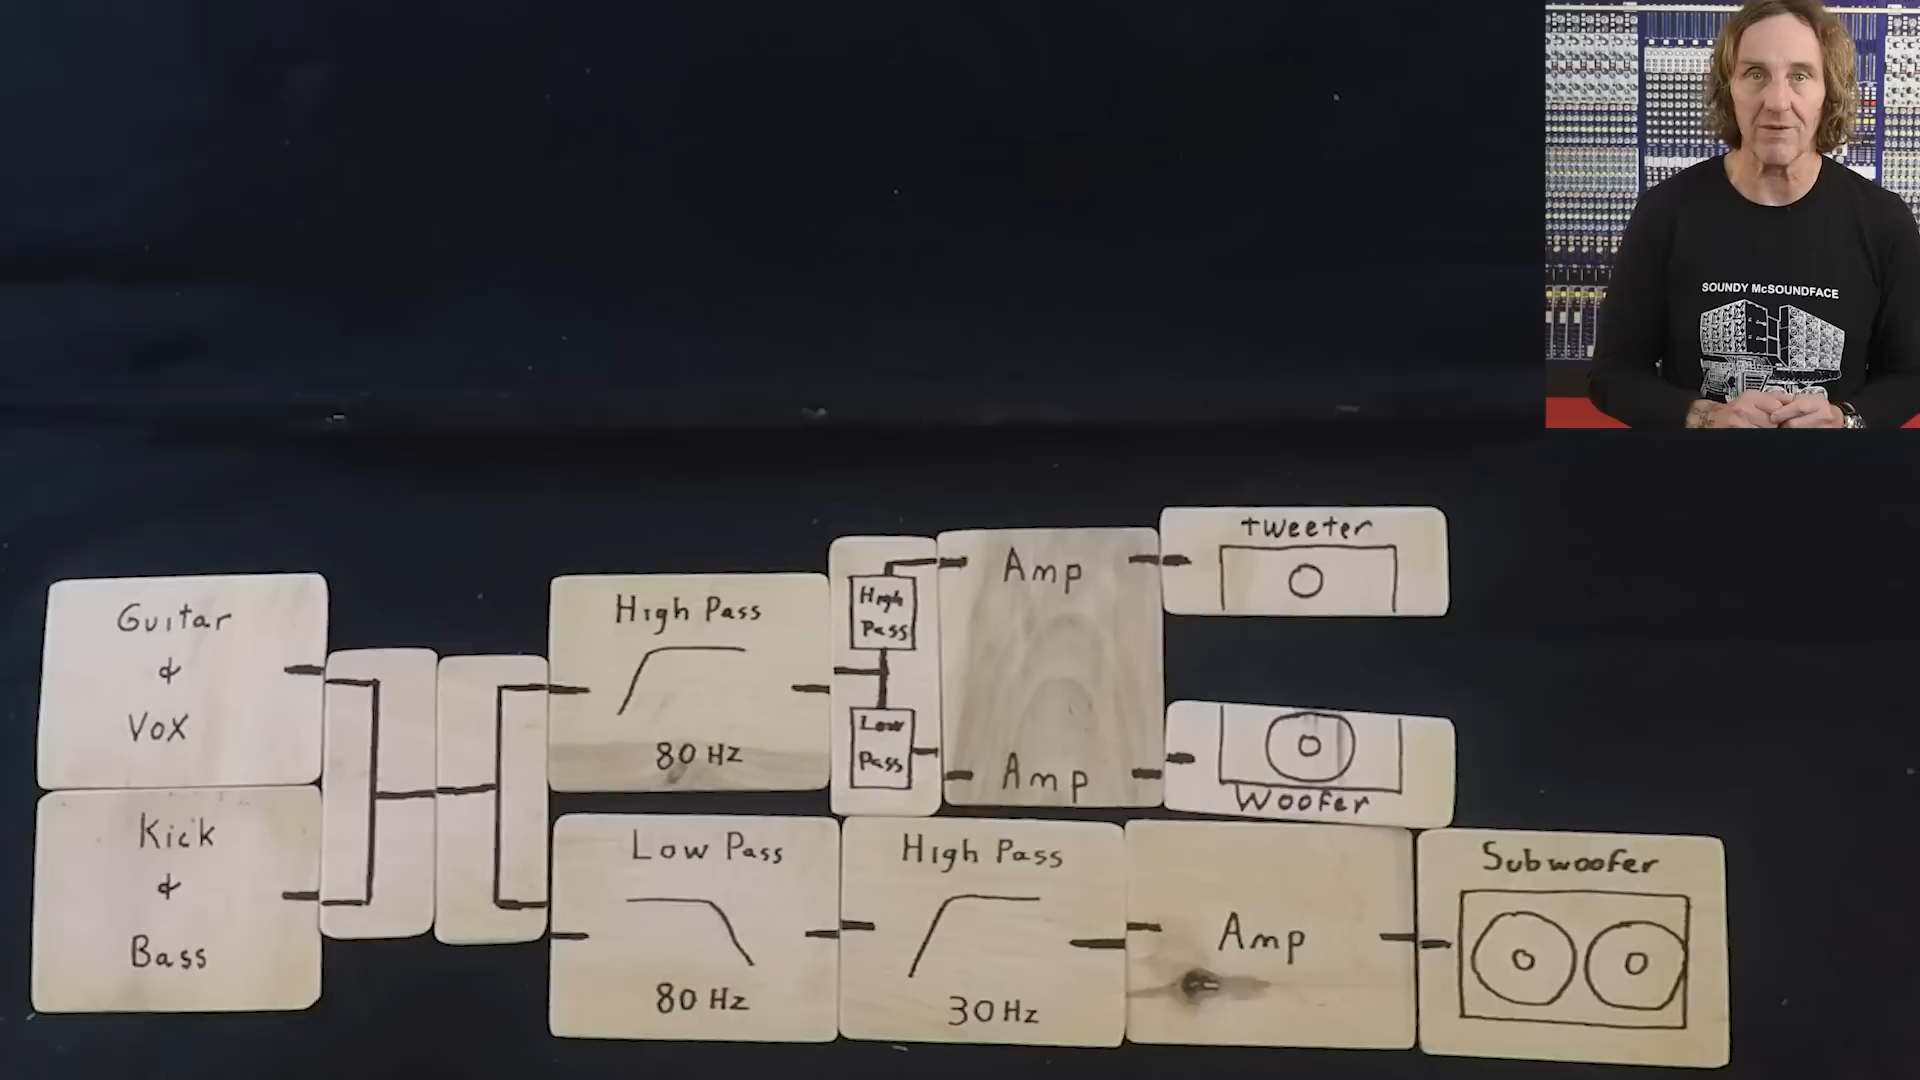 SOUNDY McSOUNDFACE
Guitar
&
Vox
Kick
&
Bass
High Pass
80 Hz
High
Pass
Low
Pass
Amp
Amp
tweeter
Woofer
Low Pass
80 Hz
High Pass
30 Hz
Amp
Subwoofer